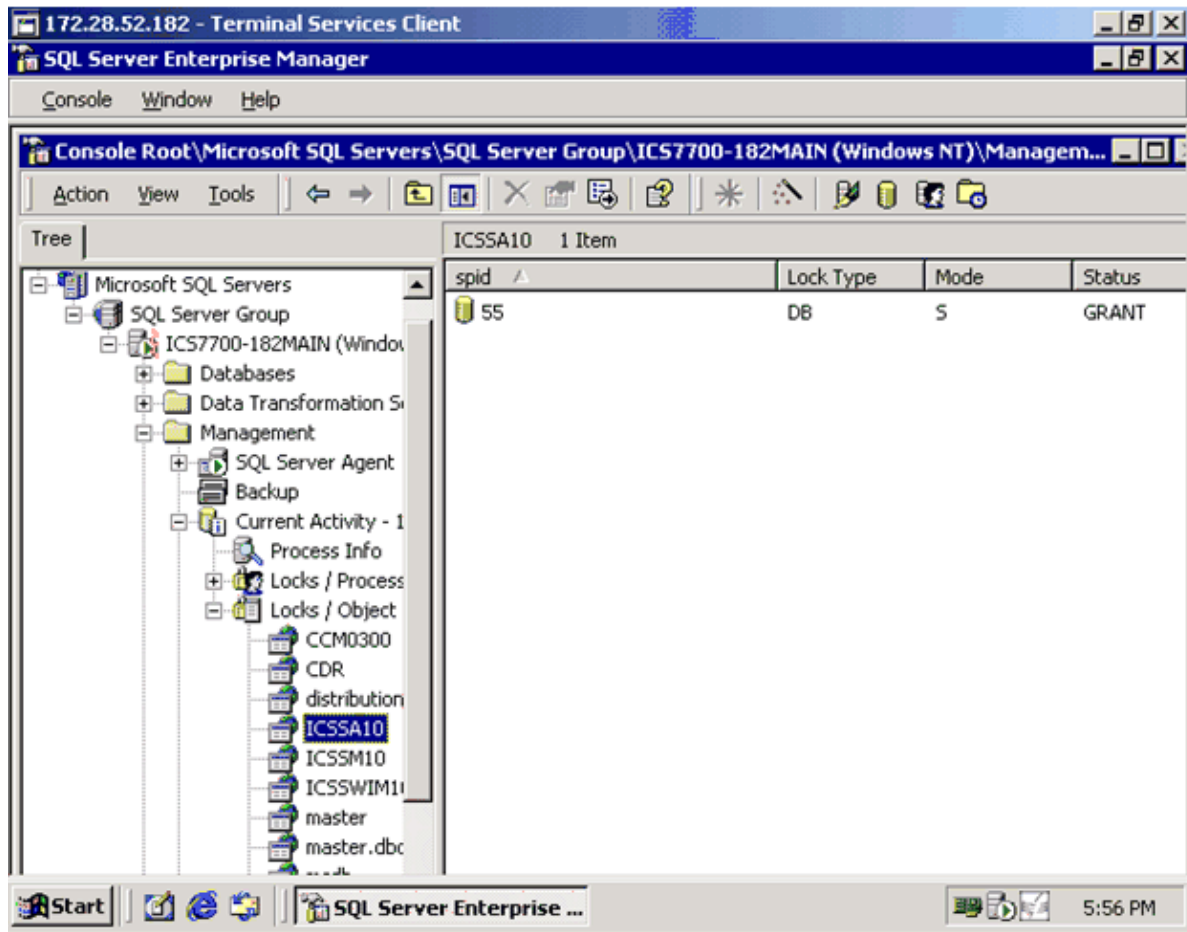 172.28.52.182 - Terminal Services Client
SQL Server Enterprise Manager
Console Window Help
Console Root\Microsoft SQL Servers\SQL Server Group\ICS7700-182MAIN (Windows NT)\Managem...
Action View Tools
Tree
ICSSA10 1 Item
Microsoft SQL Servers
SQL Server Group
ICS7700-182MAIN (Windov
Databases
Data Transformation S
Management
SQL Server Agent
Backup
Current Activity - 1
Process Info
Locks / Process
Locks / Object
CCM0300
CDR
distribution
ICSSA10
ICSSM10
ICSSWIM1
master
master.dbo
spid Lock Type Mode Status
55 DB S GRANT
Start SQL Server Enterprise ... 5:56 PM